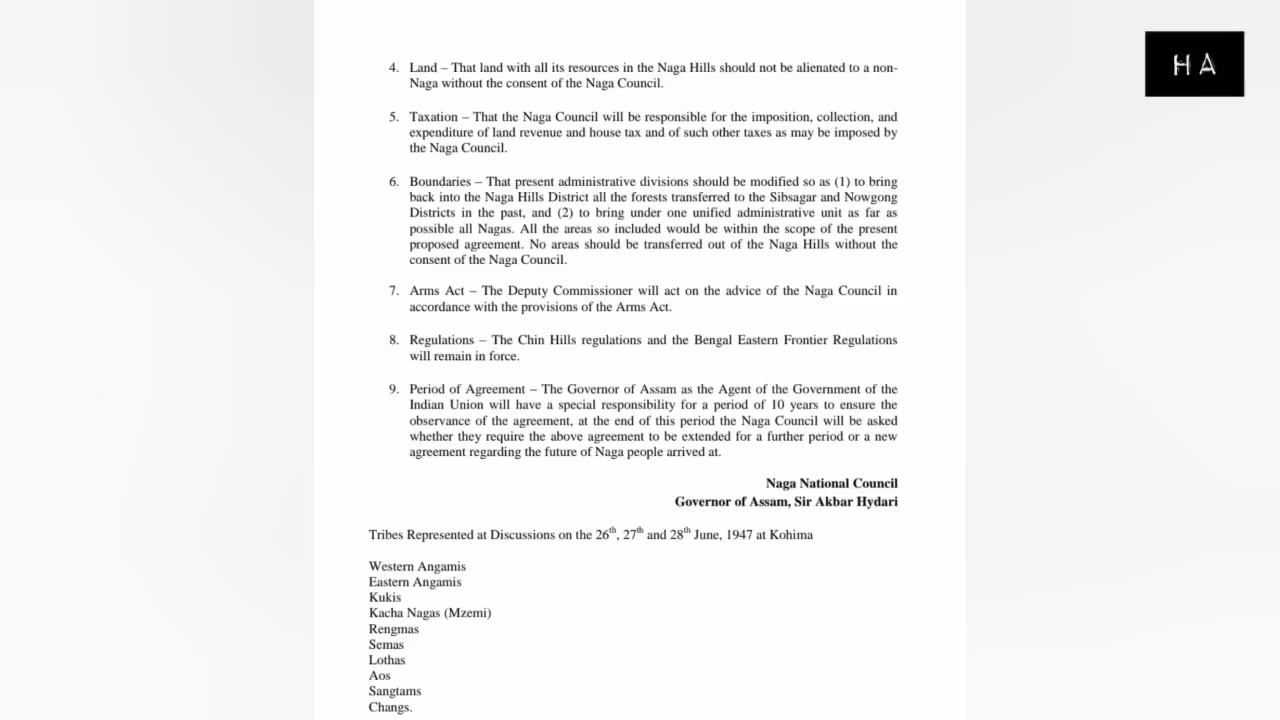 HA
4. Land – That land with all its resources in the Naga Hills should not be alienated to a non-
Naga without the consent of the Naga Council.
5. Taxation – That the Naga Council will be responsible for the imposition, collection, and
expenditure of land revenue and house tax and of such other taxes as may be imposed by
the Naga Council.
6. Boundaries – That present administrative divisions should be modified so as (1) to bring
back into the Naga Hills District all the forests transferred to the Sibsagar and Nowgong
Districts in the past, and (2) to bring under one unified administrative unit as far as
possible all Nagas. All the areas so included would be within the scope of the present
proposed agreement. No areas should be transferred out of the Naga Hills without the
consent of the Naga Council.
7. Arms Act – The Deputy Commissioner will act on the advice of the Naga Council in
accordance with the provisions of the Arms Act.
8. Regulations – The Chin Hills regulations and the Bengal Eastern Frontier Regulations
will remain in force.
9. Period of Agreement – The Governor of Assam as the Agent of the Government of the
Indian Union will have a special responsibility for a period of 10 years to ensure the
observance of the agreement, at the end of this period the Naga Council will be asked
whether they require the above agreement to be extended for a further period or a new
agreement regarding the future of Naga people arrived at.
Naga National Council
Governor of Assam, Sir Akbar Hydari
Tribes Represented at Discussions on the 26th, 27th and 28th June, 1947 at Kohima
Western Angamis
Eastern Angamis
Kukis
Kacha Nagas (Mzemi)
Rengmas
Semas
Lothas
Aos
Sangtams
Changs.